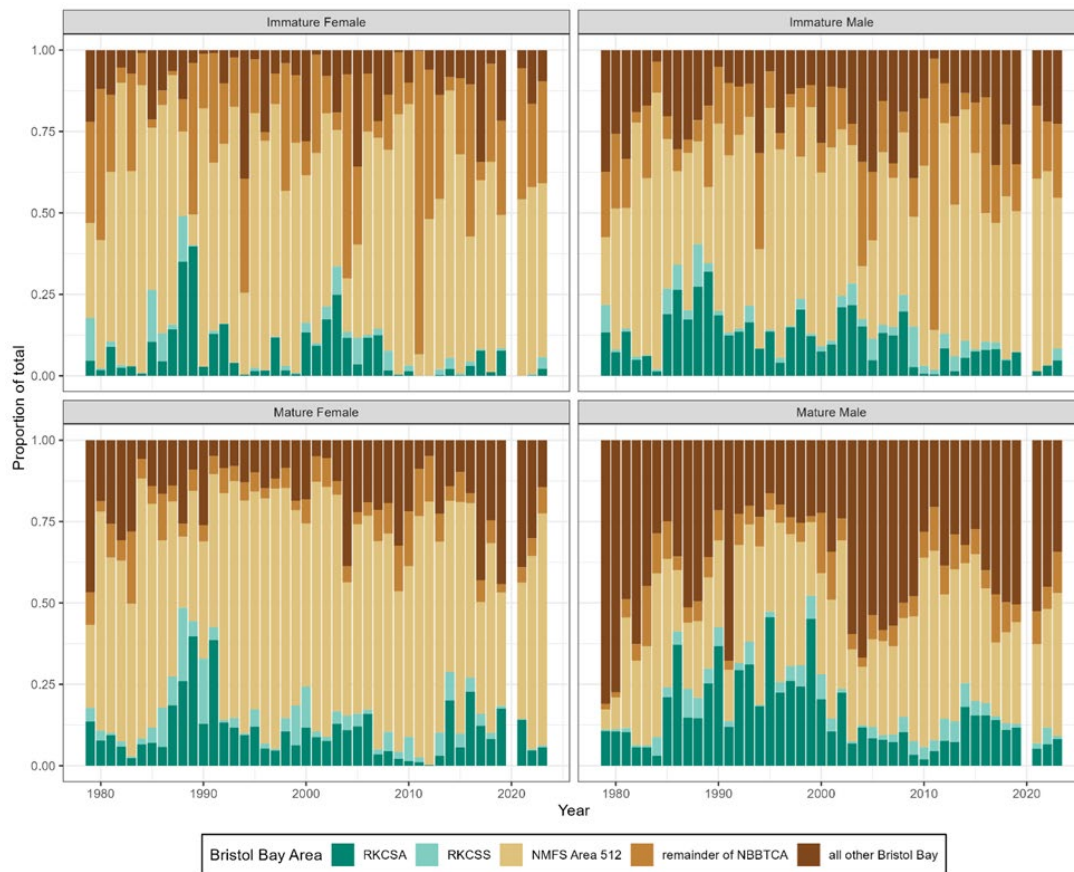 Immature Female
Immature Male
1.00
0.75
0.50
0.25
0.00
Mature Female
Mature Male
1.00
0.75
0.50
0.25
0.00
Proportion of total
1980
1990
2000
2010
2020
1980
1990
2000
2010
2020
Year
Bristol Bay Area
RKCSA
RKCSS
NMFS Area 512
remainder of NBBTCA
all other Bristol Bay